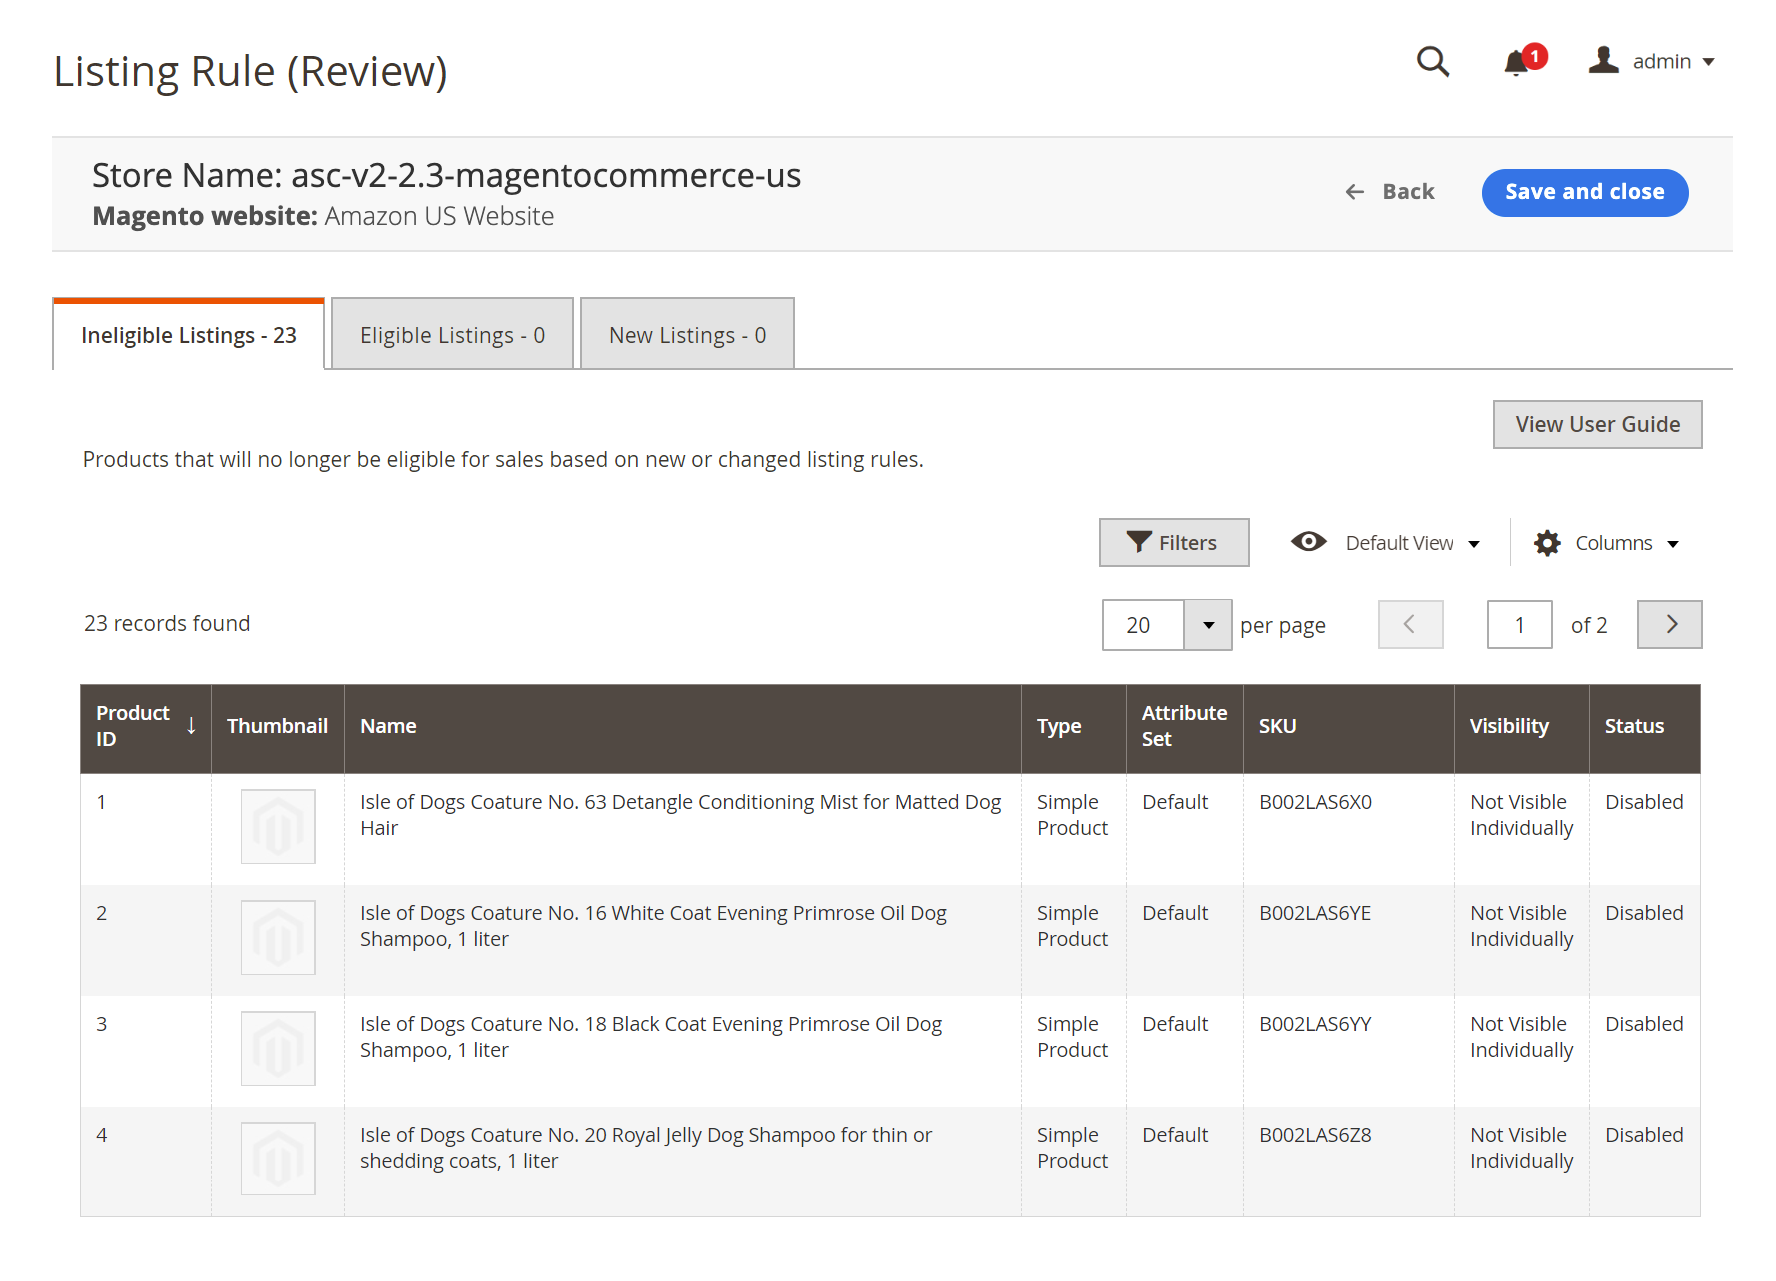 Listing Rule (Review)
1
admin
Store Name: asc-v2-2.3-magentocommerce-us
Magento website: Amazon US Website
Back
Save and close
Ineligible Listings - 23
Eligible Listings - 0
New Listings - 0
View User Guide
Products that will no longer be eligible for sales based on new or changed listing rules.
Filters
Default View
Columns
23 records found
20
per page
1
of 2
Product ID
Thumbnail
Name
Type
Attribute Set
SKU
Visibility
Status
1
Isle of Dogs Coature No. 63 Detangle Conditioning Mist for Matted Dog
Hair
Simple
Product
Default
B002LAS6X0
Not Visible
Individually
Disabled
2
Isle of Dogs Coature No. 16 White Coat Evening Primrose Oil Dog
Shampoo, 1 liter
Simple
Product
Default
B002LAS6YE
Not Visible
Individually
Disabled
3
Isle of Dogs Coature No. 18 Black Coat Evening Primrose Oil Dog
Shampoo, 1 liter
Simple
Product
Default
B002LAS6YY
Not Visible
Individually
Disabled
4
Isle of Dogs Coature No. 20 Royal Jelly Dog Shampoo for thin or
shedding coats, 1 liter
Simple
Product
Default
B002LAS6Z8
Not Visible
Individually
Disabled